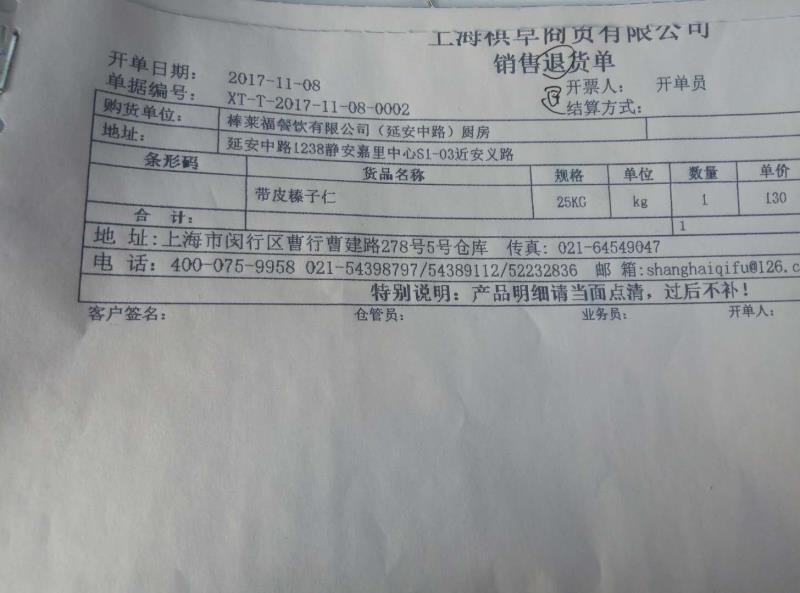 上海棋阜商贸有限公司
销售退货单
开单日期： 2017-11-08 开票人： 开单员
单据编号： XT-T-2017-11-08-0002 结算方式：
购货单位： 棒莱福餐饮有限公司（延安中路）厨房
地址： 延安中路1238静安嘉里中心S1-03近安义路
条形码 货品名称 规格 单位 数量 单价
带皮榛子仁 25KG kg 1 130
合 计： 1
地 址:上海市闵行区曹行曹建路278号5号仓库 传真: 021-64549047
电 话: 400-075-9958 021-54398797/54389112/52232836 邮 箱:shanghaiqifu@126.c
特别说明：产品明细请当面点清，过后不补！
客户签名： 仓管员： 业务员： 开单人：